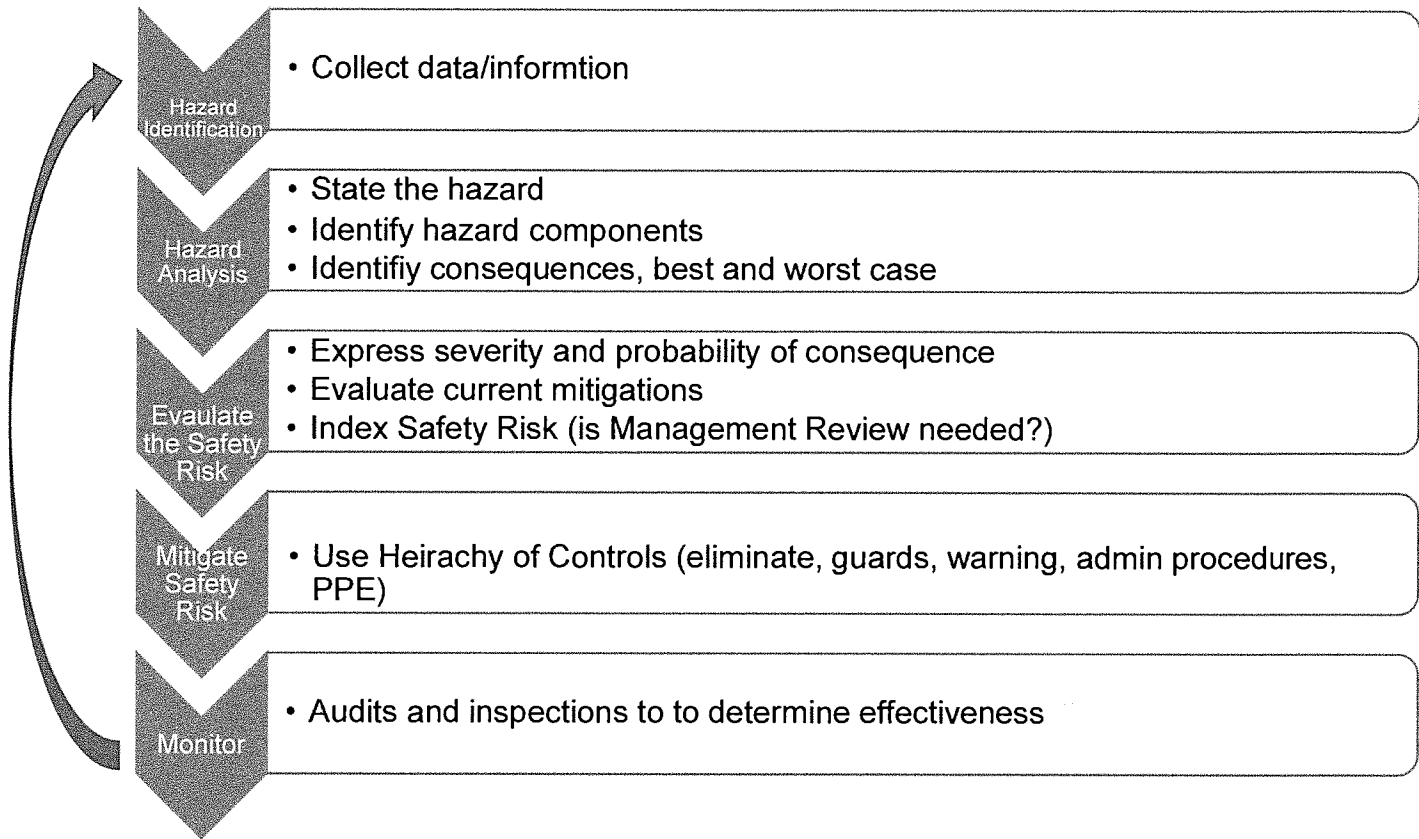 Hazard
Identification
• Collect data/informtion
Hazard
Analysis
• State the hazard
• Identify hazard components
• Identifiy consequences, best and worst case
Evaulate
the Safety
Risk
• Express severity and probability of consequence
• Evaluate current mitigations
• Index Safety Risk (is Management Review needed?)
Mitigate
Safety
Risk
• Use Heirachy of Controls (eliminate, guards, warning, admin procedures,
PPE)
Monitor
• Audits and inspections to to determine effectiveness